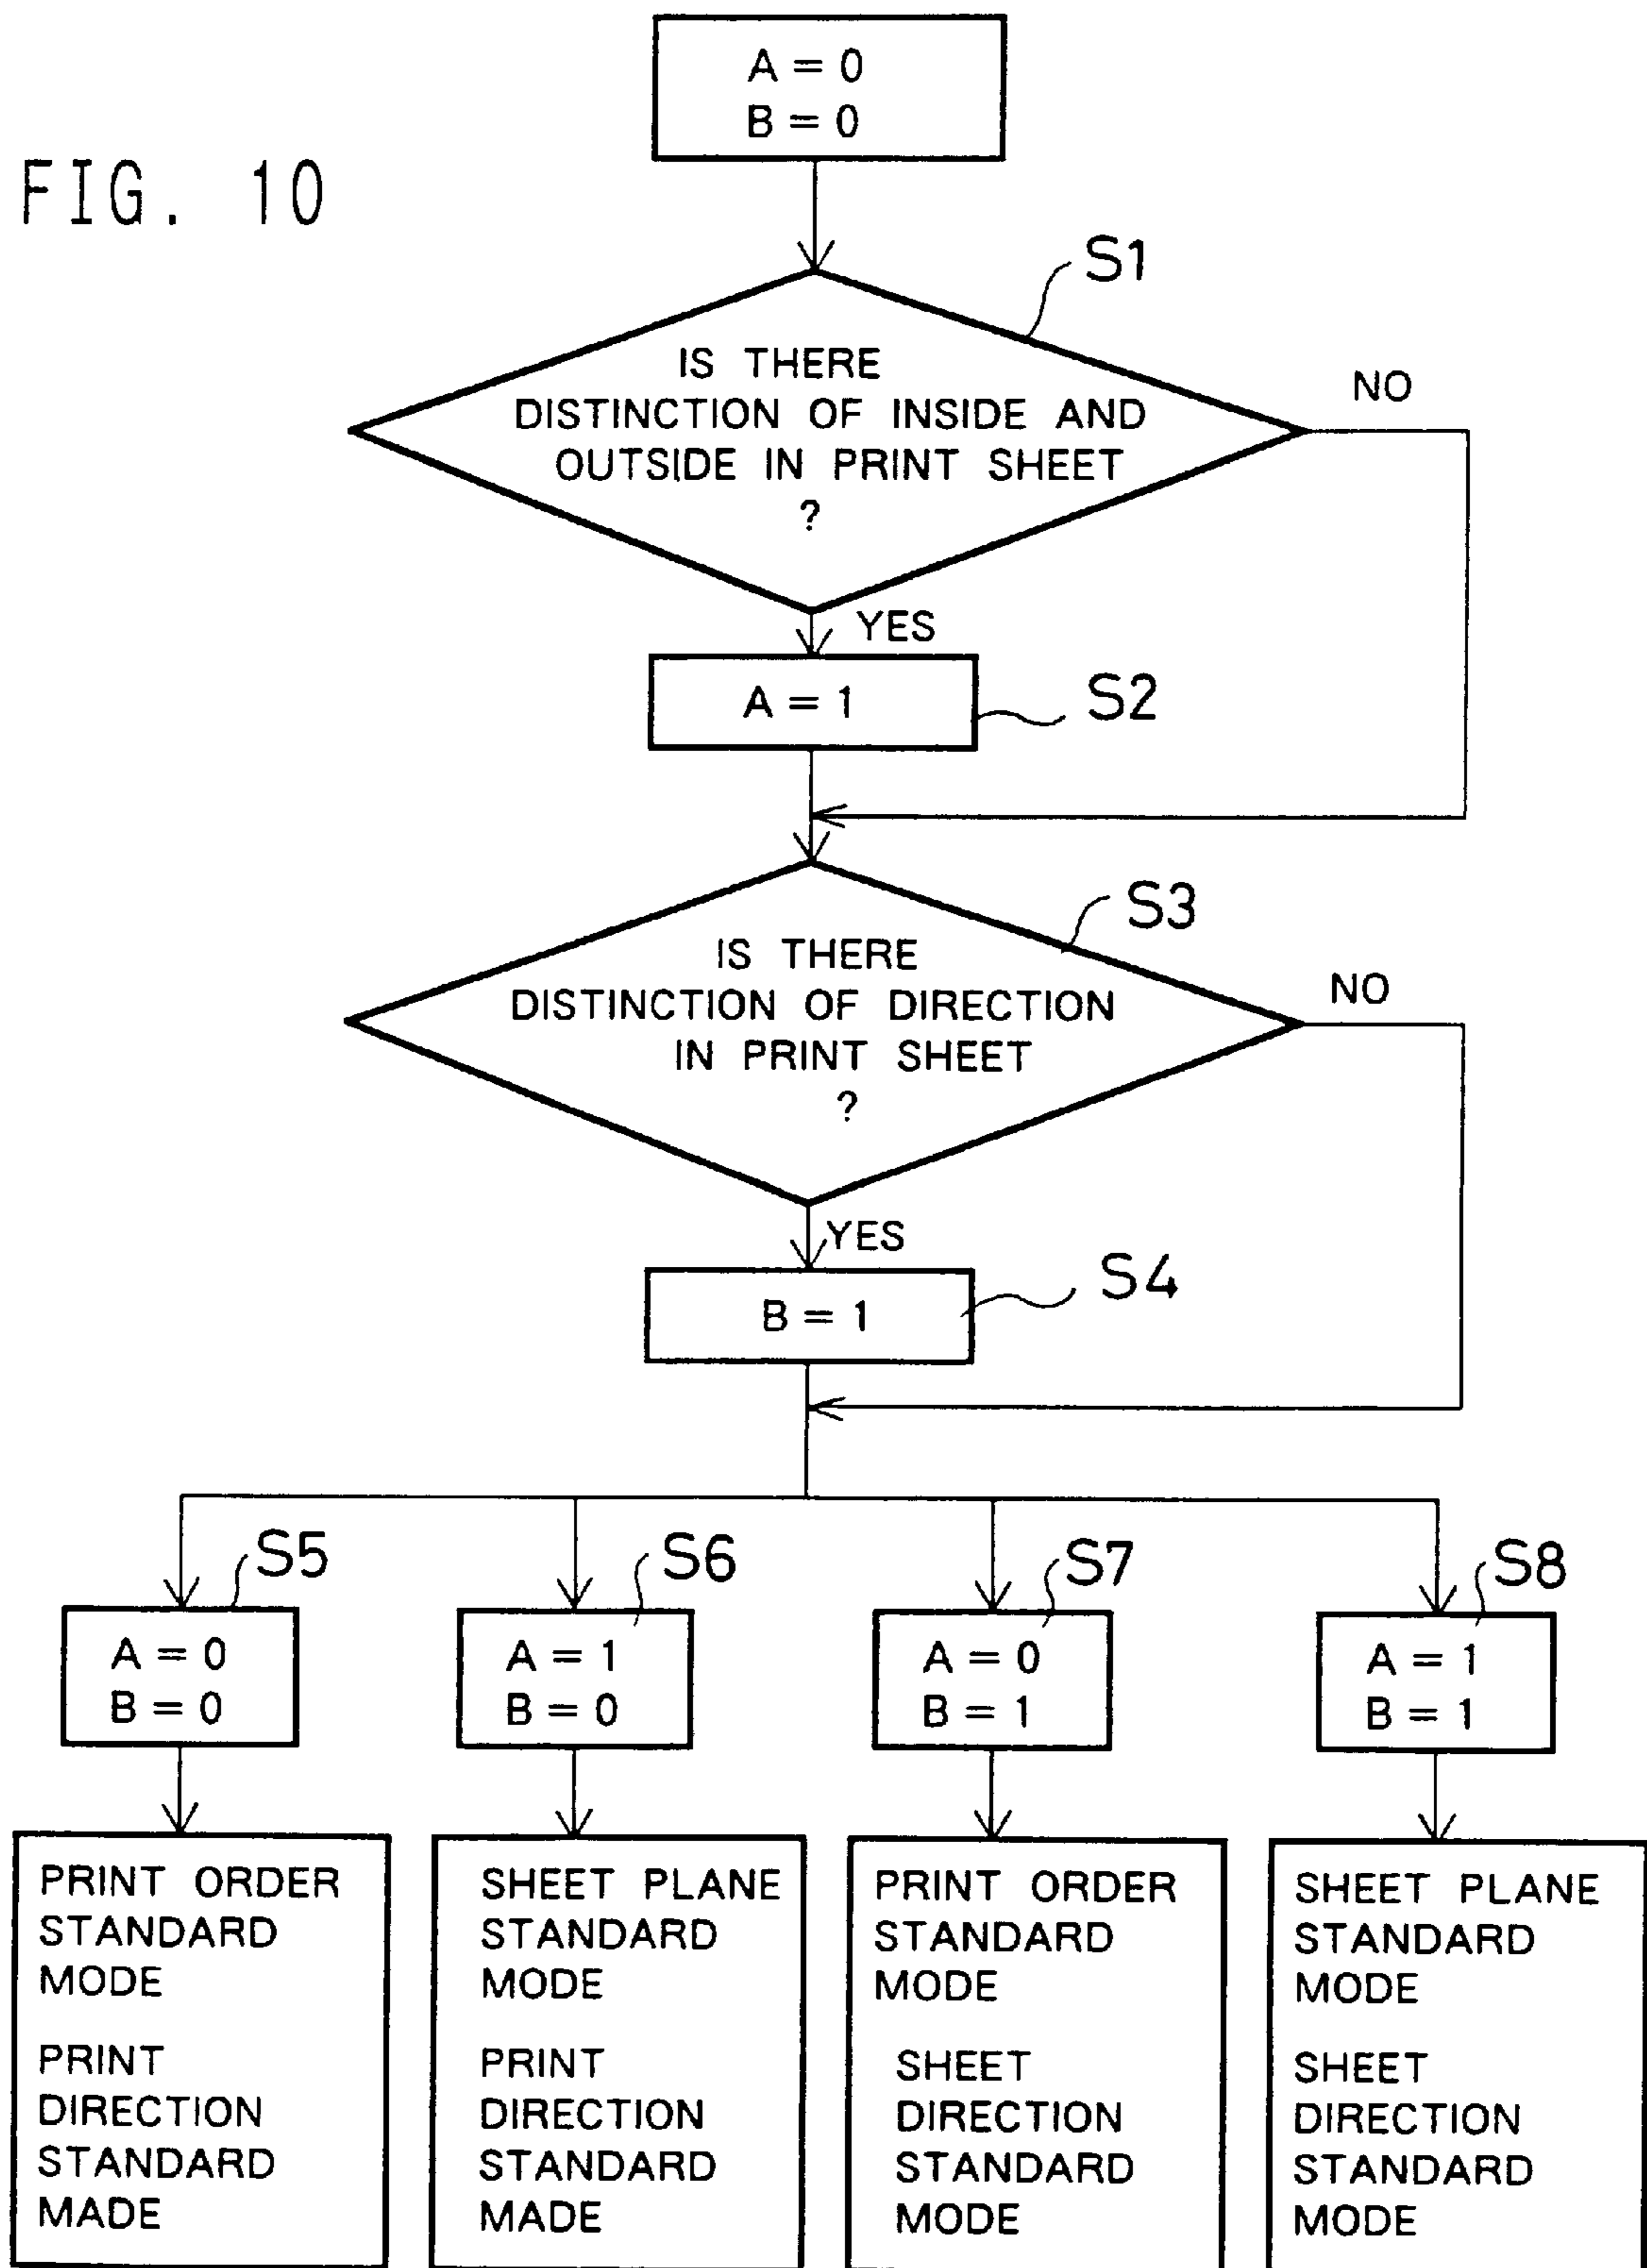 A = 0
B = 0
FIG. 10
S1
IS THERE
DISTINCTION OF INSIDE AND
OUTSIDE IN PRINT SHEET
?
NO
YES
A = 1
S2
S3
IS THERE
DISTINCTION OF DIRECTION
IN PRINT SHEET
?
NO
YES
B = 1
S4
S5
A = 0
B = 0
S6
A = 1
B = 0
S7
A = 0
B = 1
S8
A = 1
B = 1
PRINT ORDER
STANDARD
MODE
PRINT
DIRECTION
STANDARD
MADE
SHEET PLANE
STANDARD
MODE
PRINT
DIRECTION
STANDARD
MADE
PRINT ORDER
STANDARD
MODE
SHEET
DIRECTION
STANDARD
MODE
SHEET PLANE
STANDARD
MODE
SHEET
DIRECTION
STANDARD
MODE